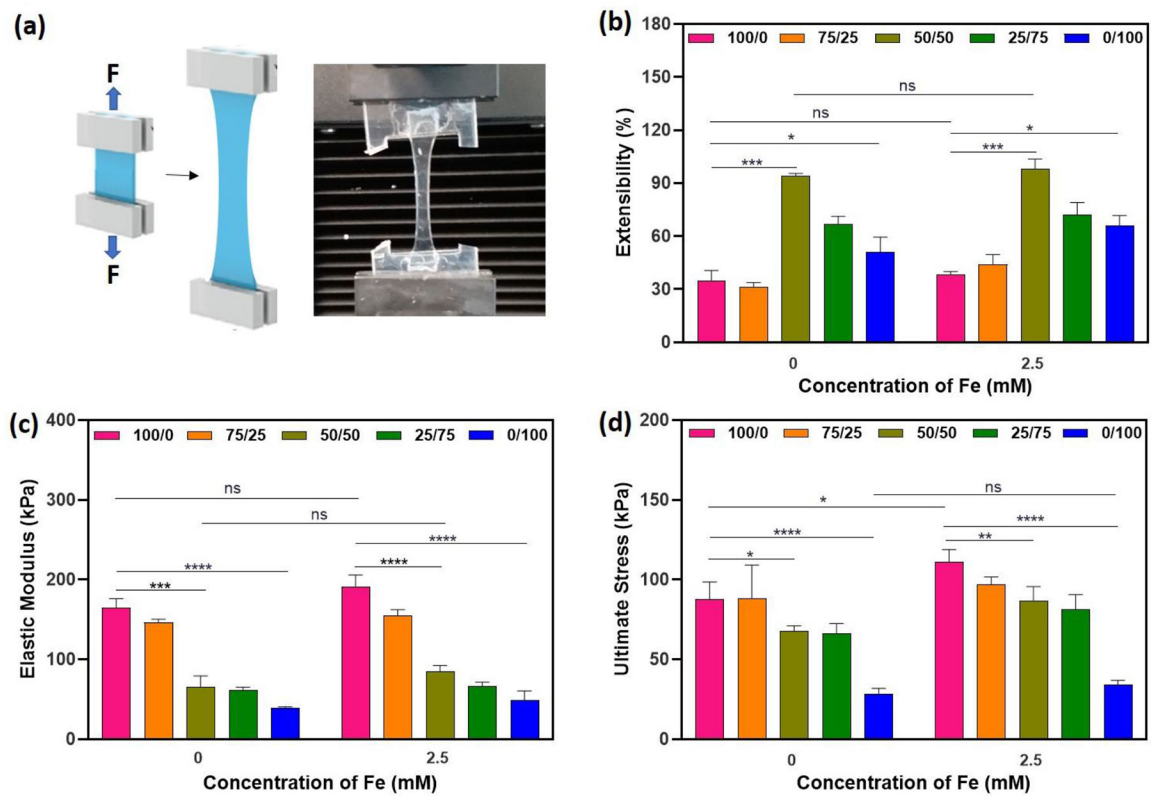 (a)
F
F
(b)
180
150
120
90
60
30
0
Extensibility (% )
100/0 75/25 50/50 25/75 0/100
ns
ns
*
*
***
***
0 2.5
Concentration of Fe (mM)
(c)
400
300
200
100
0
Elastic Modulus (kPa)
100/0 75/25 50/50 25/75 0/100
ns
ns
****
****
****
***
0 2.5
Concentration of Fe (mM)
(d)
200
150
100
50
0
Ultimate Stress (kPa)
100/0 75/25 50/50 25/75 0/100
ns
*
****
****
**
*
0 2.5
Concentration of Fe (mM)